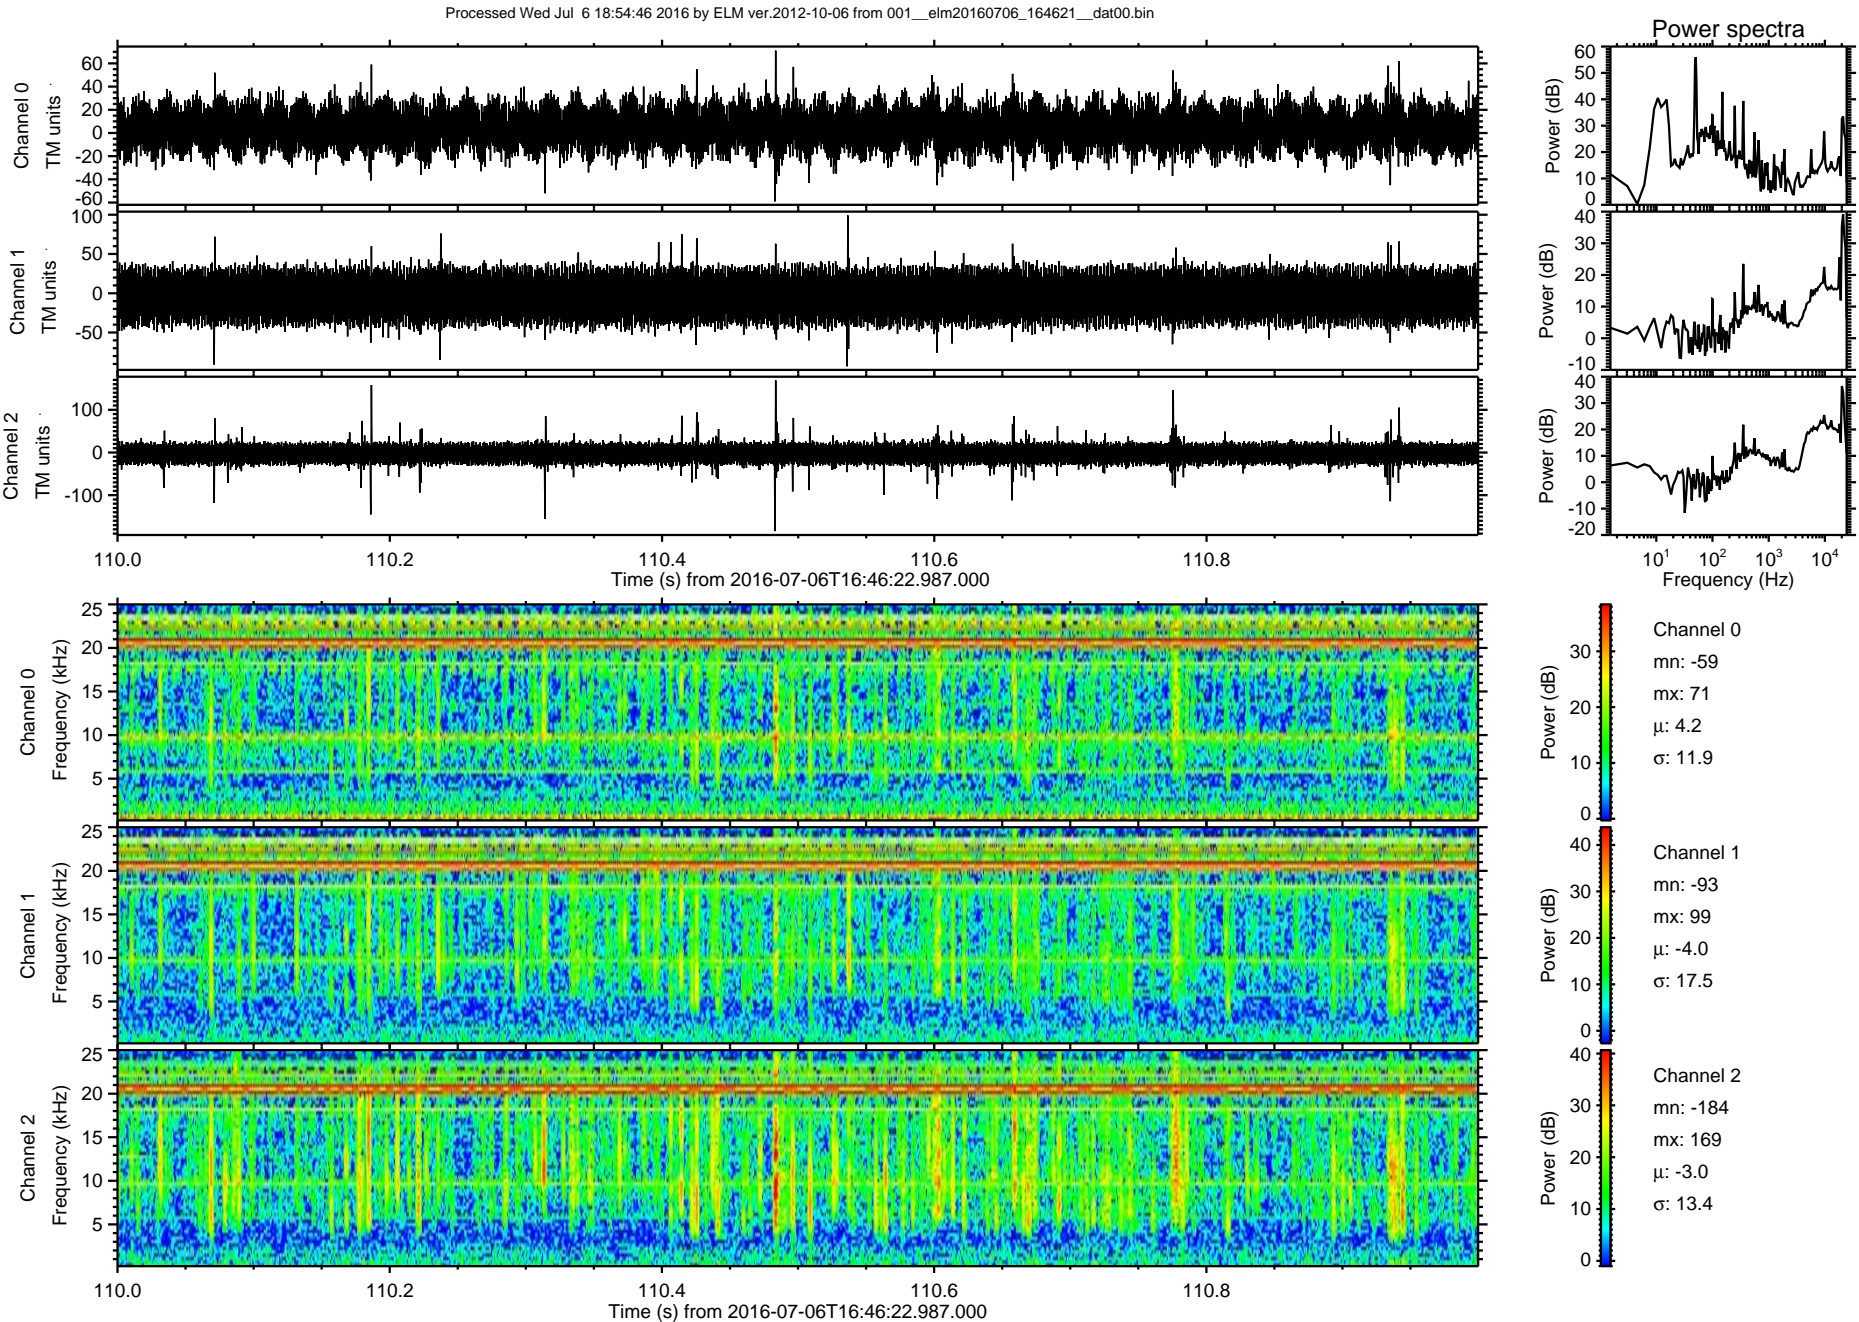 Processed Wed Jul  6 18:54:46 2016 by ELM ver.2012-10-06 from 001__elm20160706_164621__dat00.bin
Power spectra
Channel 0
TM units
60
40
20
0
-20
-40
-60
Power (dB)
60
50
40
30
20
10
0
Channel 1
TM units
100
50
0
-50
Power (dB)
40
30
20
10
0
-10
Channel 2
TM units
100
0
-100
Power (dB)
40
30
20
10
0
-10
-20
110.0 110.2 110.4 110.6 110.8
Time (s) from 2016-07-06T16:46:22.987.000
10¹ 10² 10³ 10⁴
Frequency (Hz)
Channel 0
Frequency (kHz)
25
20
15
10
5
Power (dB)
30
20
10
0
Channel 0
mn: -59
mx: 71
μ: 4.2
σ: 11.9
Channel 1
Frequency (kHz)
25
20
15
10
5
Power (dB)
40
30
20
10
0
Channel 1
mn: -93
mx: 99
μ: -4.0
σ: 17.5
Channel 2
Frequency (kHz)
25
20
15
10
5
Power (dB)
40
30
20
10
0
Channel 2
mn: -184
mx: 169
μ: -3.0
σ: 13.4
110.0 110.2 110.4 110.6 110.8
Time (s) from 2016-07-06T16:46:22.987.000